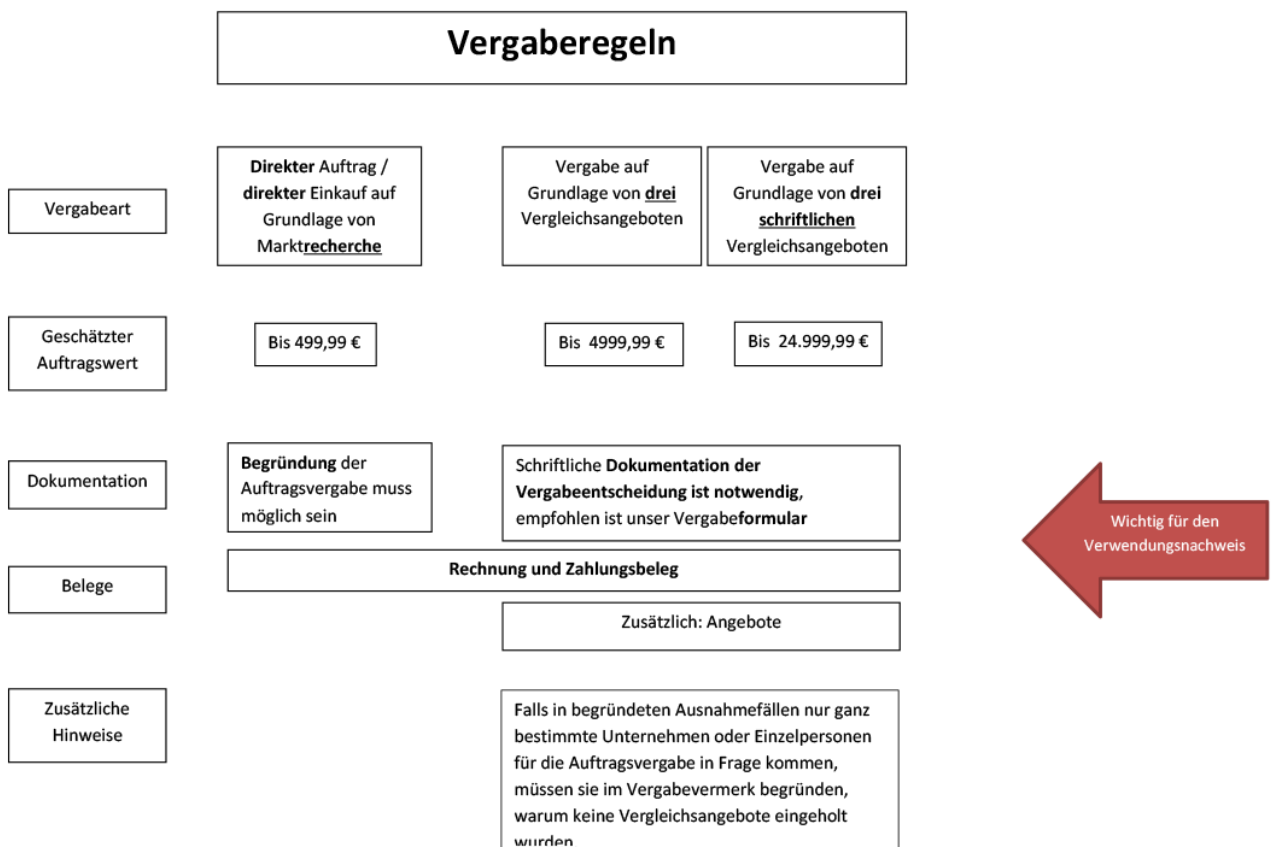 Vergaberegeln
Vergabeart
Direkter Auftrag /
direkter Einkauf auf
Grundlage von
Marktrecherche
Vergabe auf
Grundlage von drei
Vergleichsangeboten
Vergabe auf
Grundlage von drei
schriftlichen
Vergleichsangeboten
Geschätzter
Auftragswert
Bis 499,99 €
Bis 4999,99 €
Bis 24.999,99 €
Dokumentation
Begründung der
Auftragsvergabe muss
möglich sein
Schriftliche Dokumentation der
Vergabeentscheidung ist notwendig,
empfohlen ist unser Vergabeformular
Wichtig für den
Verwendungsnachweis
Belege
Rechnung und Zahlungsbeleg
Zusätzlich: Angebote
Zusätzliche
Hinweise
Falls in begründeten Ausnahmefällen nur ganz
bestimmte Unternehmen oder Einzelpersonen
für die Auftragsvergabe in Frage kommen,
müssen sie im Vergabevermerk begründen,
warum keine Vergleichsangebote eingeholt
wurden